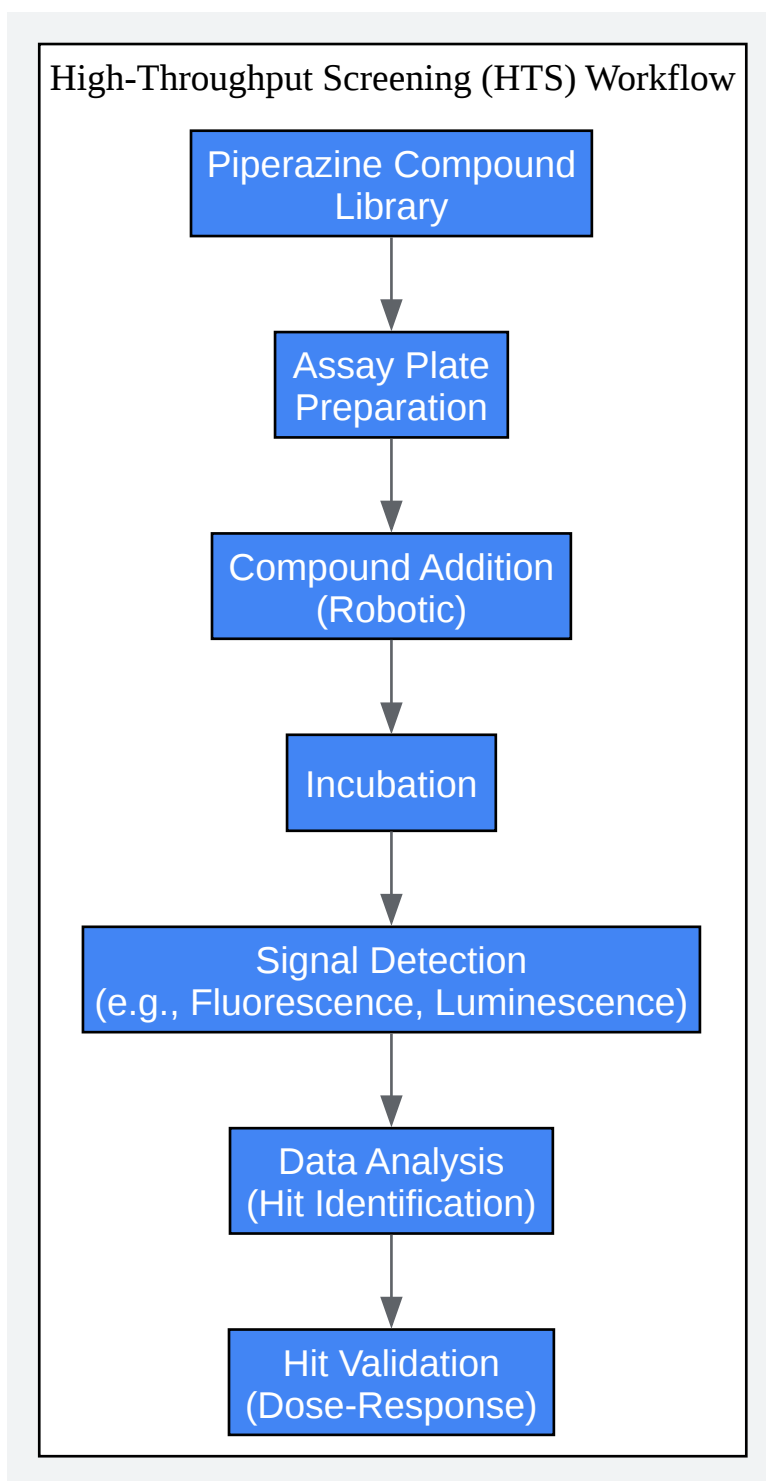 High-Throughput Screening (HTS) Workflow
Piperazine Compound
Library
Assay Plate
Preparation
Compound Addition
(Robotic)
Incubation
Signal Detection
(e.g., Fluorescence, Luminescence)
Data Analysis
(Hit Identification)
Hit Validation
(Dose-Response)